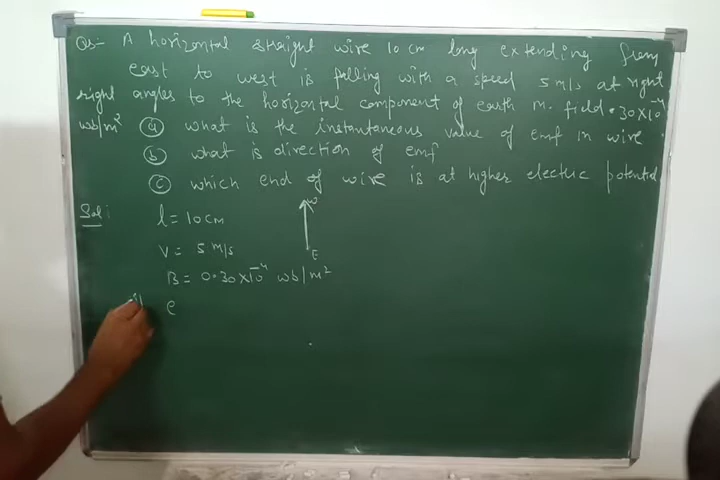 Qs:- A horizontal straight wire 10 cm long extending from
east to west is falling with a speed 5 m/s at right
right angles to the horizontal component of earth m. field 0.30×10⁻⁴
wb/m² (a) what is the instantaneous value of Emf in wire.
(b) what is direction of emf
(c) which end of wire is at higher electric potential
Sol:
l = 10 cm
W
V = 5 m/s
E
B = 0.30×10⁻⁴ wb/m²
e